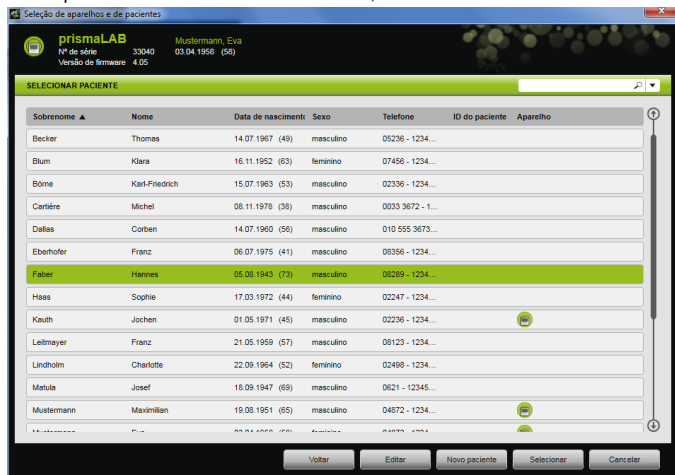 Seleção de aparelhos e de pacientes
prismaLAB
Mustermann, Eva
Nº de série 33040 03.04.1958 (58)
Versão de firmware 4.05
SELECIONAR PACIENTE
Sobrenome ▲ Nome Data de nascimento Sexo Telefone ID do paciente Aparelho
Becker Thomas 14.07.1967 (49) masculino 05236 - 1234...
Blum Klara 16.11.1952 (63) feminino 07456 - 1234...
Börne Karl-Friedrich 15.07.1963 (53) masculino 02336 - 1234...
Cartiére Michel 08.11.1978 (38) masculino 0033 3672 - 1...
Dallas Corben 14.07.1960 (56) masculino 010 555 3673...
Eberhofer Franz 06.07.1975 (41) masculino 08356 - 1234...
Faber Hannes 05.08.1943 (73) masculino 08289 - 1234...
Haas Sophie 17.03.1972 (44) feminino 02247 - 1234...
Kauth Jochen 01.05.1971 (45) masculino 02236 - 1234...
Leitmayer Franz 21.05.1959 (57) masculino 08123 - 1234...
Lindholm Charlotte 22.09.1964 (52) feminino 02498 - 1234...
Matula Josef 18.09.1947 (69) masculino 0621 - 12345...
Mustermann Maximilian 19.08.1951 (65) masculino 04872 - 1234...
Voltar Editar Novo paciente Selecionar Cancelar